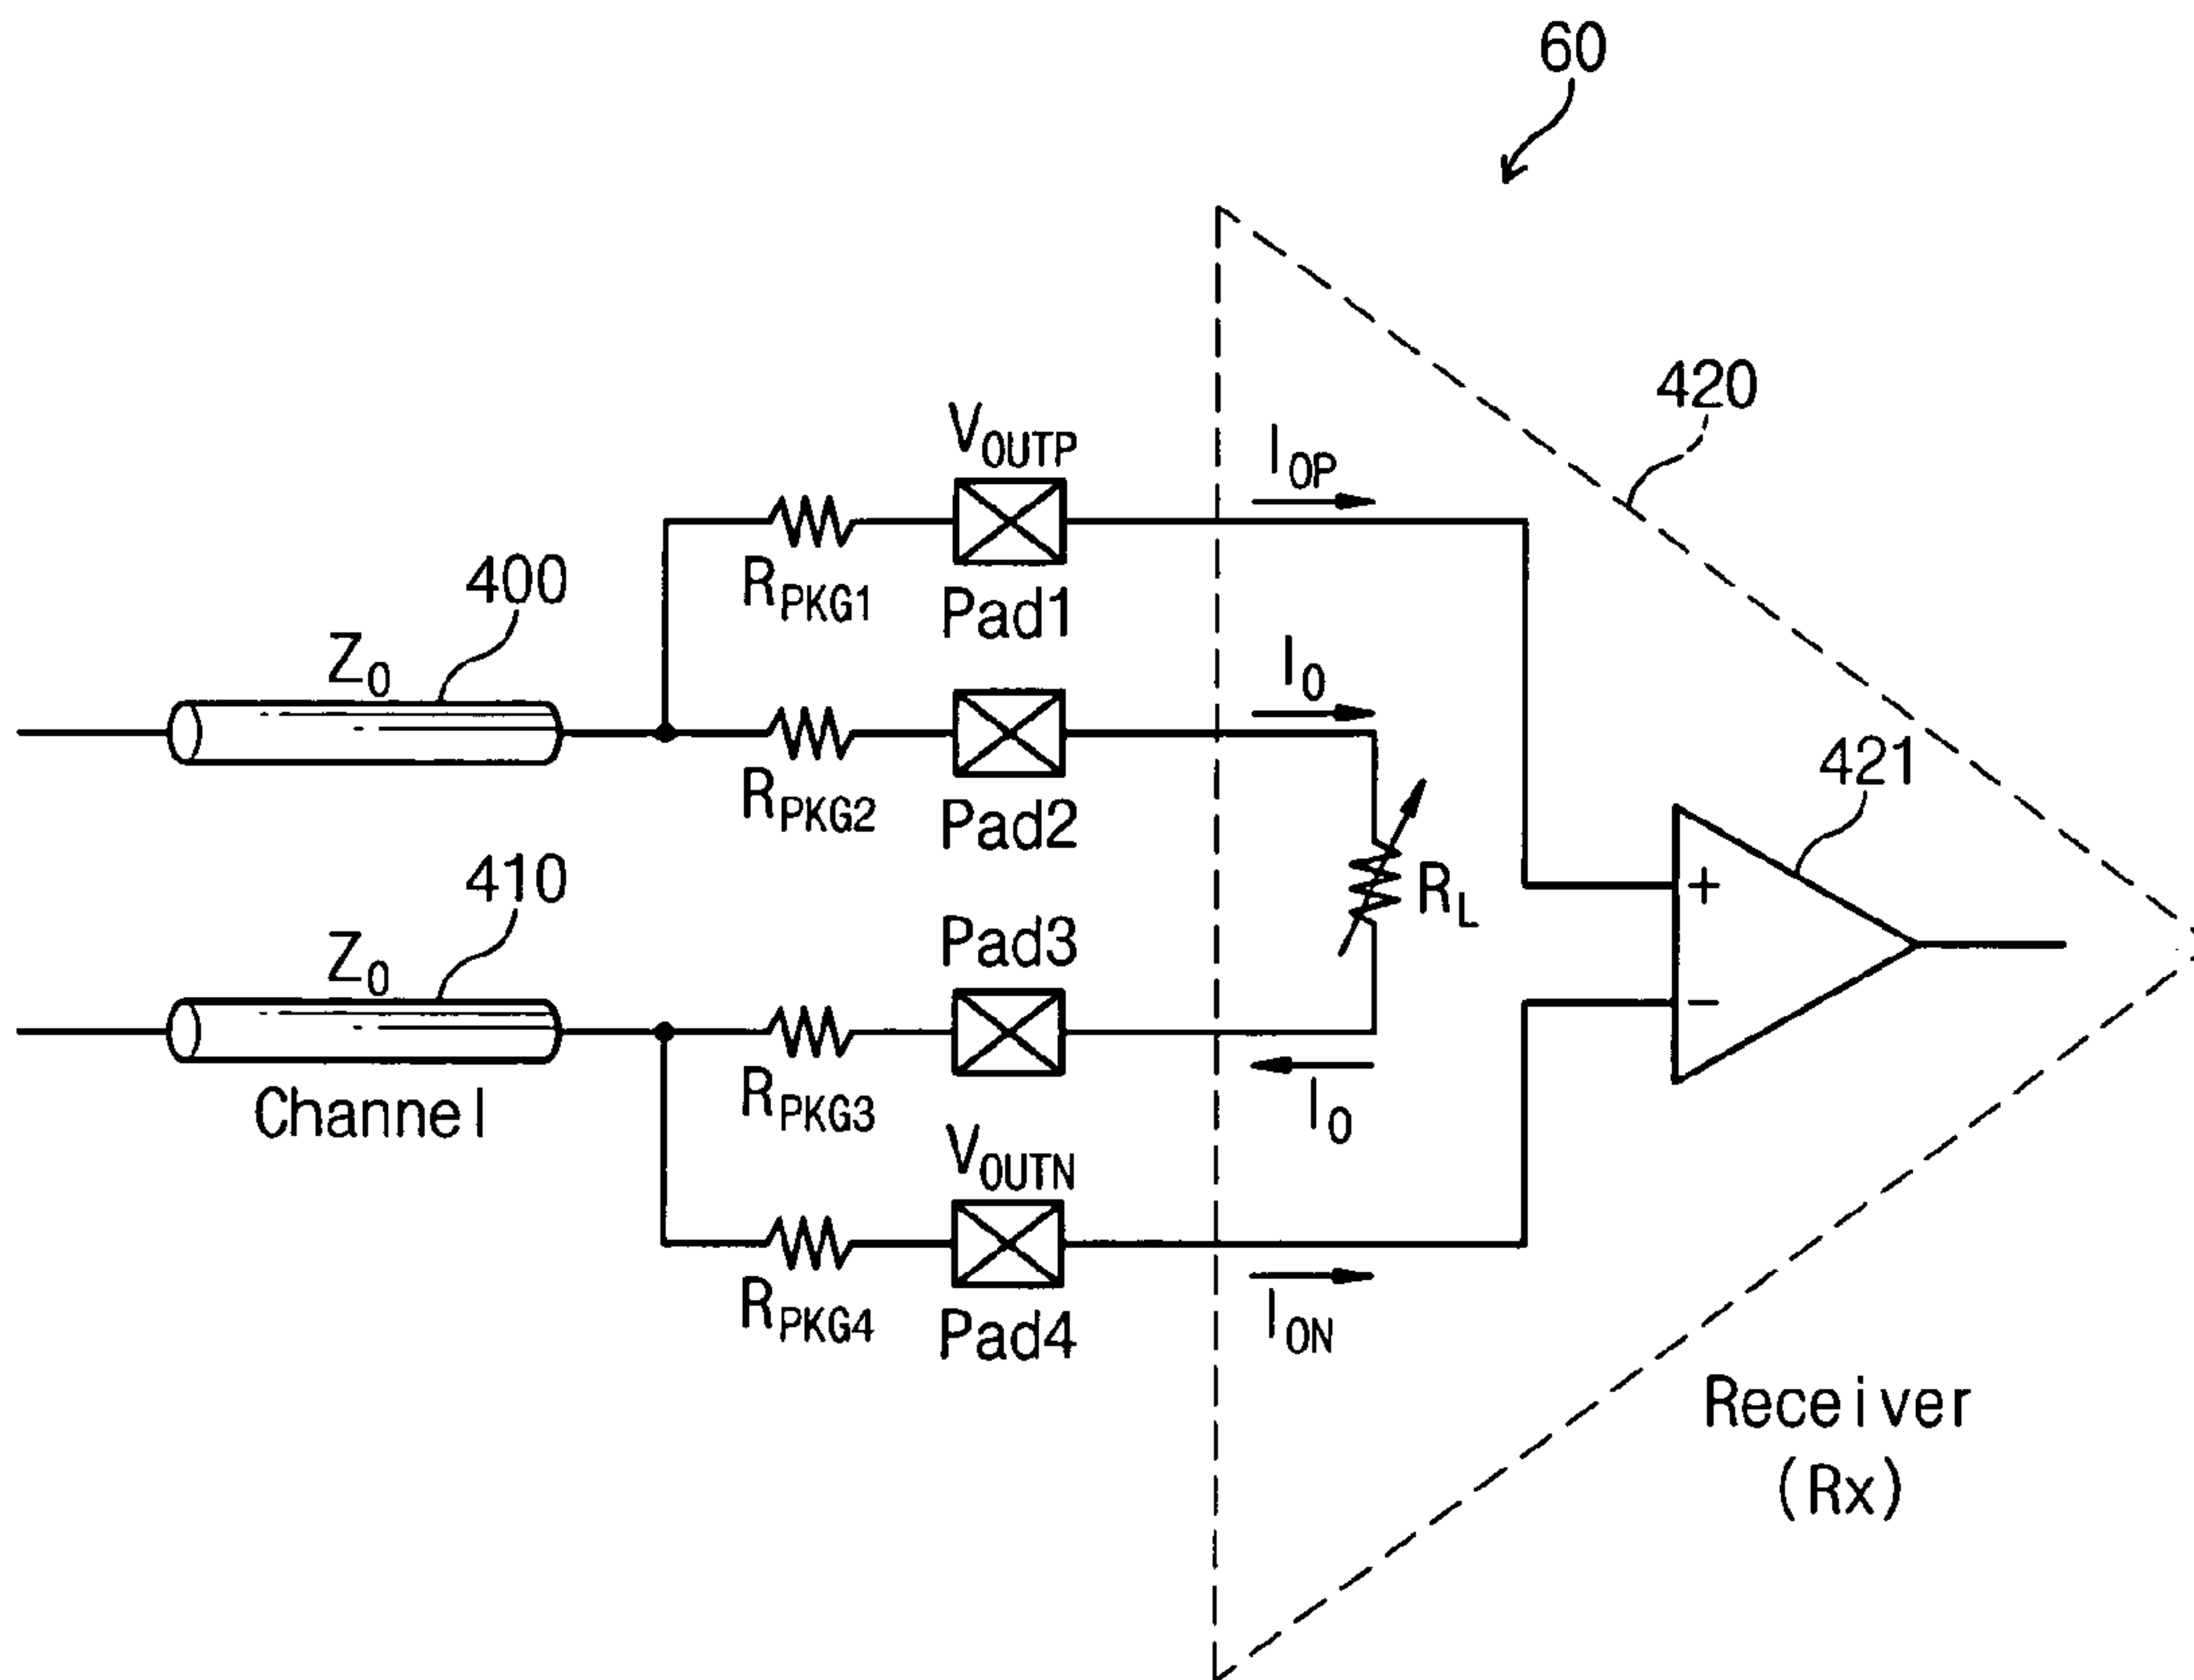 60
420
V_OUTP
I_OP
R_PKG1
Pad1
400
Z_0
I_0
R_PKG2
Pad2
421
+
R_L
410
Z_0
Pad3
−
Channel
R_PKG3
I_0
V_OUTN
R_PKG4
Pad4
I_ON
Receiver
(Rx)